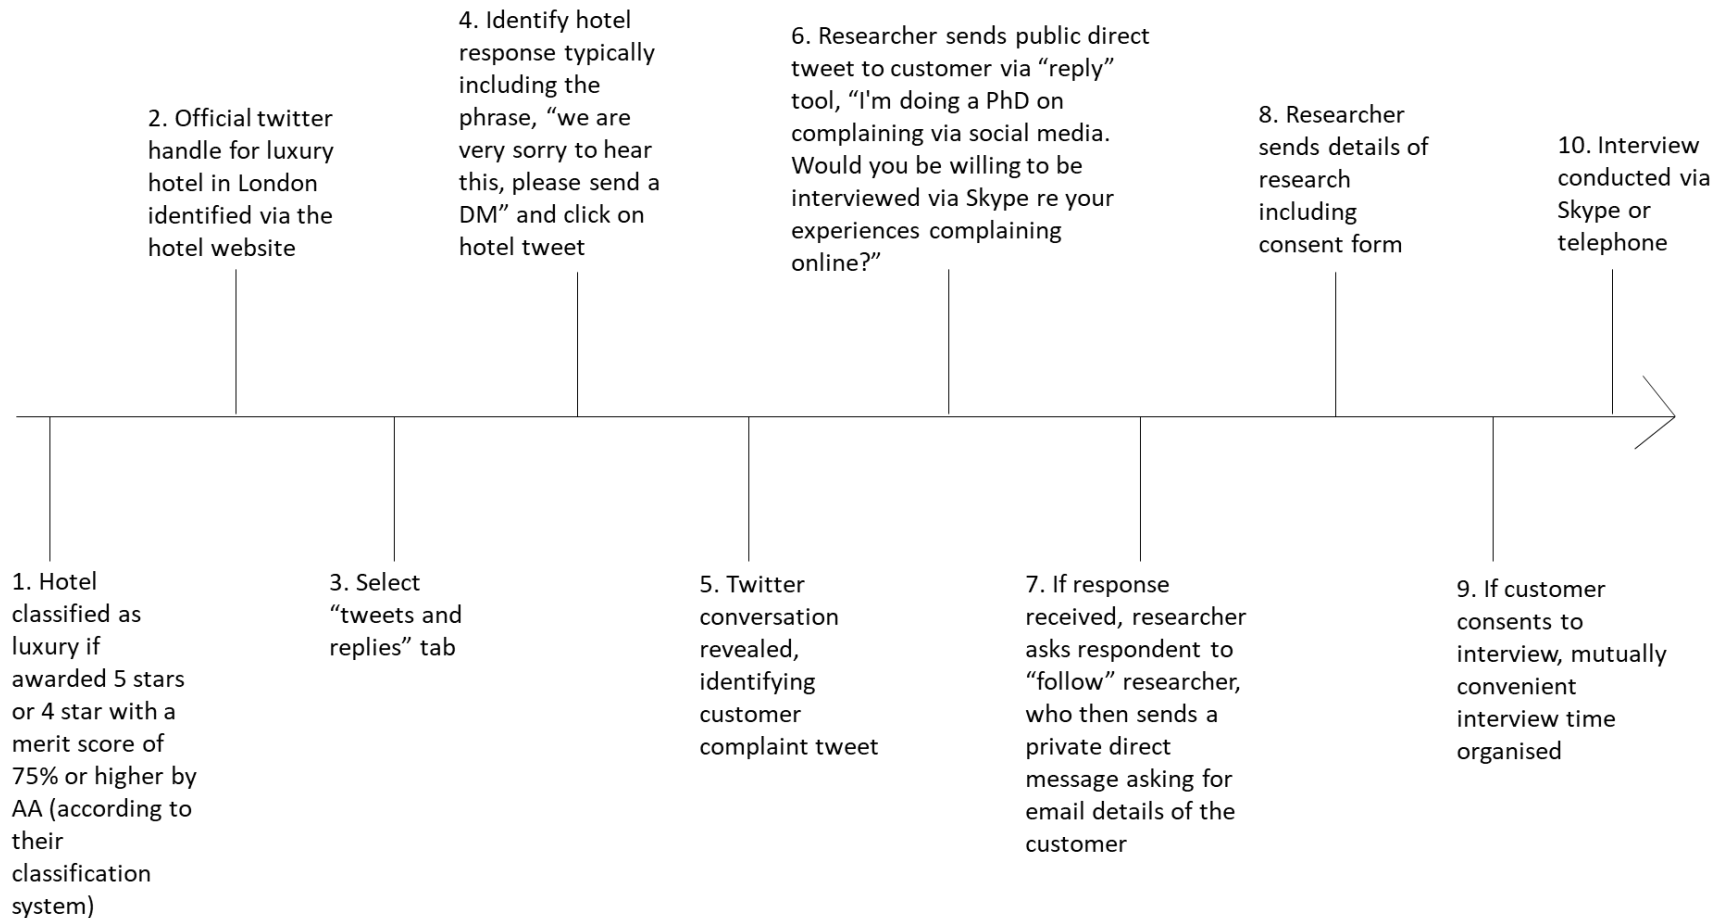 1. Hotel
classified as
luxury if
awarded 5 stars
or 4 star with a
merit score of
75% or higher by
AA (according to
their
classification
system)
2. Official twitter
handle for luxury
hotel in London
identified via the
hotel website
3. Select
“tweets and
replies” tab
4. Identify hotel
response typically
including the
phrase, “we are
very sorry to hear
this, please send a
DM” and click on
hotel tweet
5. Twitter
conversation
revealed,
identifying
customer
complaint tweet
6. Researcher sends public direct
tweet to customer via “reply”
tool, “I'm doing a PhD on
complaining via social media.
Would you be willing to be
interviewed via Skype re your
experiences complaining
online?”
7. If response
received, researcher
asks respondent to
“follow” researcher,
who then sends a
private direct
message asking for
email details of the
customer
8. Researcher
sends details of
research
including
consent form
9. If customer
consents to
interview, mutually
convenient
interview time
organised
10. Interview
conducted via
Skype or
telephone